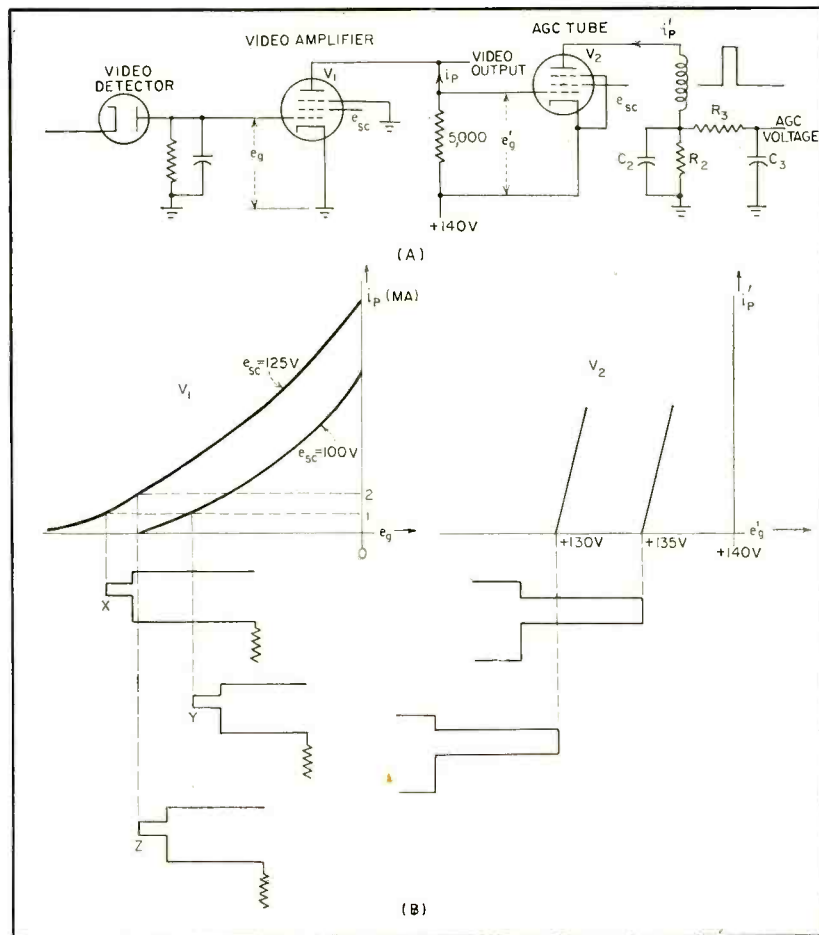 VIDEO AMPLIFIER
AGC TUBE
VIDEO
DETECTOR
V1
VIDEO
OUTPUT
V2
i'P
iP
eg
eSC
5,000
e'g
eSC
R3
AGC
VOLTAGE
C2
R2
C3
+140V
(A)
iP (MA)
i'P
eSC=125V
V1
V2
eSC=100V
2
1
eg
0
+130V
+135V
+140V
e'g
X
Y
Z
(B)